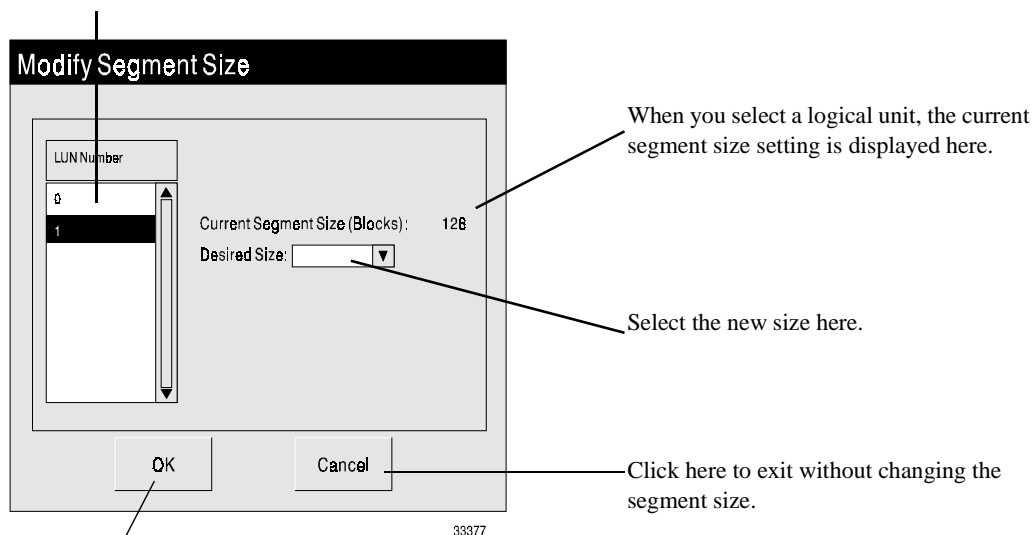 Modify Segment Size
When you select a logical unit, the current
segment size setting is displayed here.
LUN Number
0
1
Current Segment Size (Blocks): 128
Desired Size:
Select the new size here.
OK
Cancel
Click here to exit without changing the
segment size.
33377